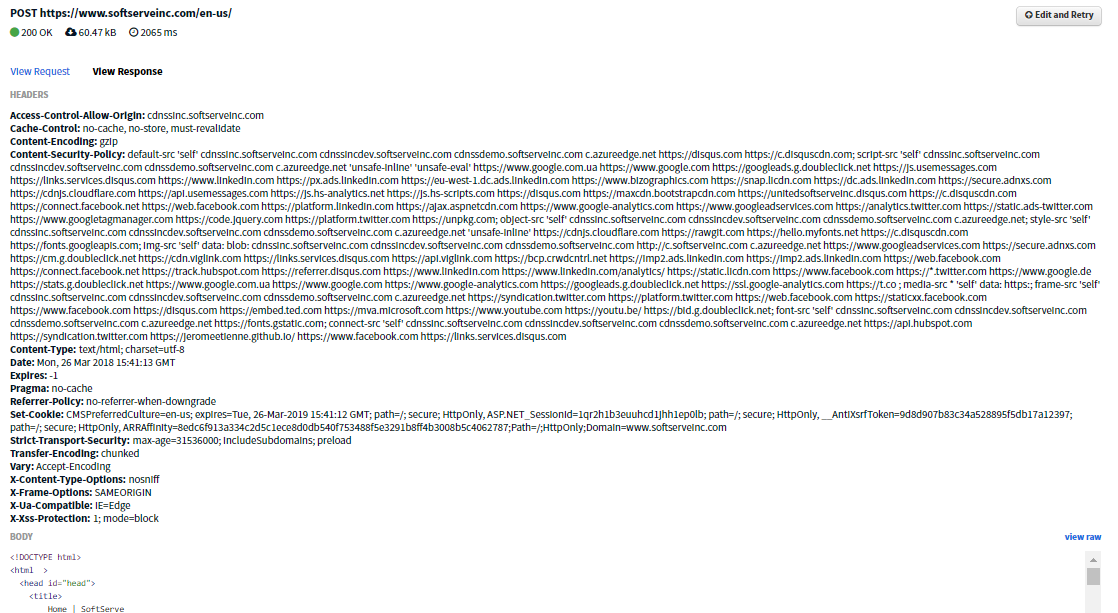 POST https://www.softserveinc.com/en-us/
Edit and Retry
200 OK 60.47 kB 2065 ms
View Request View Response
HEADERS
Access-Control-Allow-Origin: cdnssinc.softserveinc.com
Cache-Control: no-cache, no-store, must-revalidate
Content-Encoding: gzip
Content-Security-Policy: default-src 'self' cdnssinc.softserveinc.com cdnssincdev.softserveinc.com cdnssdemo.softserveinc.com c.azureedge.net https://disqus.com https://c.disquscdn.com; script-src 'self' cdnssinc.softserveinc.com
cdnssincdev.softserveinc.com cdnssdemo.softserveinc.com c.azureedge.net 'unsafe-inline' 'unsafe-eval' https://www.google.com.ua https://www.google.com https://googleads.g.doubleclick.net https://js.usemessages.com
https://links.services.disqus.com https://www.linkedin.com https://px.ads.linkedin.com https://eu-west-1.dc.ads.linkedin.com https://www.bizographics.com https://snap.licdn.com https://dc.ads.linkedin.com https://secure.adnxs.com
https://cdnjs.cloudflare.com https://api.usemessages.com https://js.hs-analytics.net https://js.hs-scripts.com https://disqus.com https://maxcdn.bootstrapcdn.com https://unitedsoftserveinc.disqus.com https://c.disquscdn.com
https://connect.facebook.net https://web.facebook.com https://platform.linkedin.com https://ajax.aspnetcdn.com https://www.google-analytics.com https://www.googleadservices.com https://analytics.twitter.com https://static.ads-twitter.com
https://www.googletagmanager.com https://code.jquery.com https://platform.twitter.com https://unpkg.com; object-src 'self' cdnssinc.softserveinc.com cdnssincdev.softserveinc.com cdnssdemo.softserveinc.com c.azureedge.net; style-src 'self'
cdnssinc.softserveinc.com cdnssincdev.softserveinc.com cdnssdemo.softserveinc.com c.azureedge.net 'unsafe-inline' https://cdnjs.cloudflare.com https://rawgit.com https://hello.myfonts.net https://c.disquscdn.com
https://fonts.googleapis.com; img-src 'self' data: blob: cdnssinc.softserveinc.com cdnssincdev.softserveinc.com cdnssdemo.softserveinc.com http://c.softserveinc c.azureedge.net https://www.googleadservices.com https://secure.adnxs.com
https://cm.g.doubleclick.net https://cdn.viglink.com https://links.services.disqus.com https://api.viglink.com https://bcp.crwdcntrl.net https://imp2.ads.linkedin.com https://imp2.ads.linkedin.com https://web.facebook.com
https://connect.facebook.net https://track.hubspot.com https://referrer.disqus.com https://www.linkedin.com https://www.linkedin.com/analytics/ https://static.licdn.com https://www.facebook.com https://*.twitter.com https://www.google.de
https://stats.g.doubleclick.net https://www.google.com.ua https://www.google.com https://www.google-analytics.com https://googleads.g.doubleclick.net https://ssl.google-analytics.com https://t.co ; media-src * 'self' data: https:; frame-src 'self'
cdnssinc.softserveinc.com cdnssincdev.softserveinc.com cdnssdemo.softserveinc.com c.azureedge.net https://syndication.twitter.com https://platform.twitter.com https://web.facebook.com https://staticxx.facebook.com
https://www.facebook.com https://disqus.com https://embed.ted.com https://mva.microsoft.com https://www.youtube.com https://youtu.be/ https://bid.g.doubleclick.net; font-src 'self' cdnssinc.softserveinc.com cdnssincdev.softserveinc.com
cdnssdemo.softserveinc.com c.azureedge.net https://fonts.gstatic.com; connect-src 'self' cdnssinc.softserveinc.com cdnssincdev.softserveinc.com cdnssdemo.softserveinc.com c.azureedge.net https://api.hubspot.com
https://syndication.twitter.com https://jeromeetienne.github.io/ https://www.facebook.com https://links.services.disqus.com
Content-Type: text/html; charset=utf-8
Date: Mon, 26 Mar 2018 15:41:13 GMT
Expires: -1
Pragma: no-cache
Referrer-Policy: no-referrer-when-downgrade
Set-Cookie: CMSPreferredCulture=en-us; expires=Tue, 26-Mar-2019 15:41:12 GMT; path=/; secure; HttpOnly, ASP.NET_SessionId=1qr2h1b3euuhcd1jhh1ep0lb; path=/; secure; HttpOnly, __AntiXsrfToken=9d8d907b83c34a528895f5db17a12397;
path=/; secure; HttpOnly, ARRAffinity=8edc6f913a334c2d5c1ece8d0db540f753488f5e3291b8ff4b3008b5c4062787;Path=/;HttpOnly;Domain=www.softserveinc.com
Strict-Transport-Security: max-age=31536000; includeSubdomains; preload
Transfer-Encoding: chunked
Vary: Accept-Encoding
X-Content-Type-Options: nosniff
X-Frame-Options: SAMEORIGIN
X-Ua-Compatible: IE=Edge
X-Xss-Protection: 1; mode=block
BODY view raw
<!DOCTYPE html>
<html >
<head id="head">
<title>
Home | SoftServe